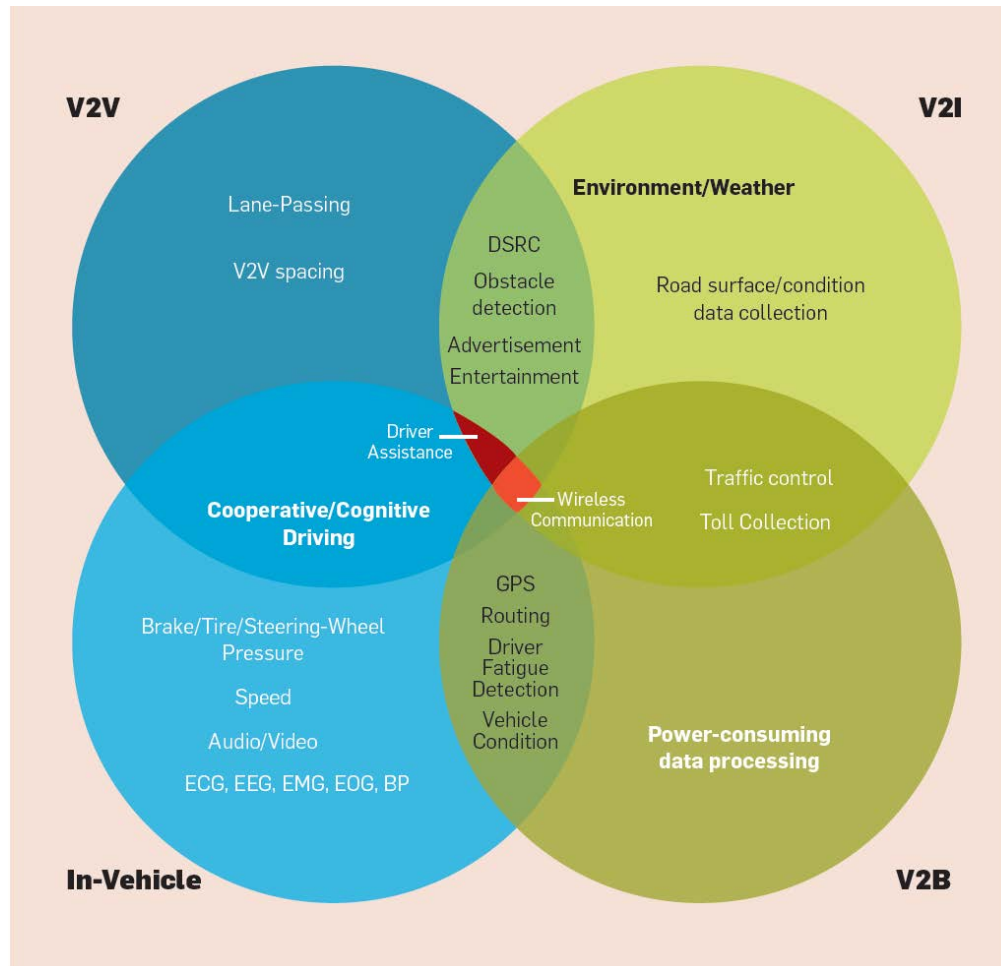 V2V
V2I
Lane-Passing
V2V spacing
DSRC
Obstacle
detection
Advertisement
Entertainment
Environment/Weather
Road surface/condition
data collection
Driver
Assistance
Wireless
Communication
Cooperative/Cognitive
Driving
Traffic control
Toll Collection
Brake/Tire/Steering-Wheel
Pressure
Speed
Audio/Video
ECG, EEG, EMG, EOG, BP
GPS
Routing
Driver
Fatigue
Detection
Vehicle
Condition
Power-consuming
data processing
In-Vehicle
V2B